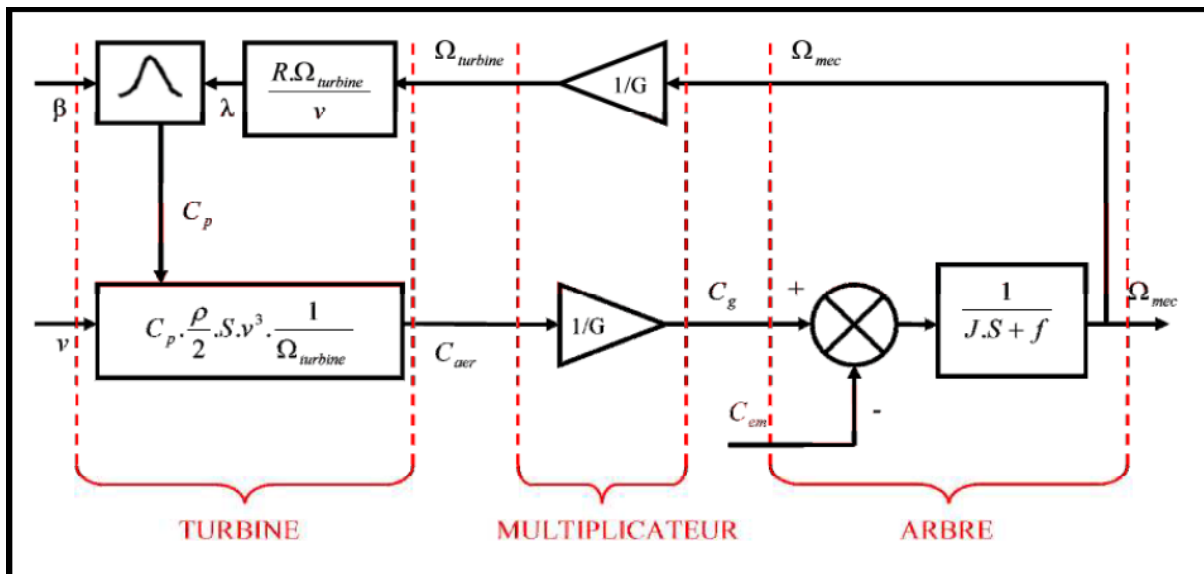 Ω_turbine
Ω_mec
β
λ
R.Ω_turbine / v
1/G
C_p
C_p . ρ/2 . S.v³ . 1/Ω_turbine
v
C_aer
1/G
C_g
+
1 / J.S + f
Ω_mec
C_em
-
TURBINE
MULTIPLICATEUR
ARBRE